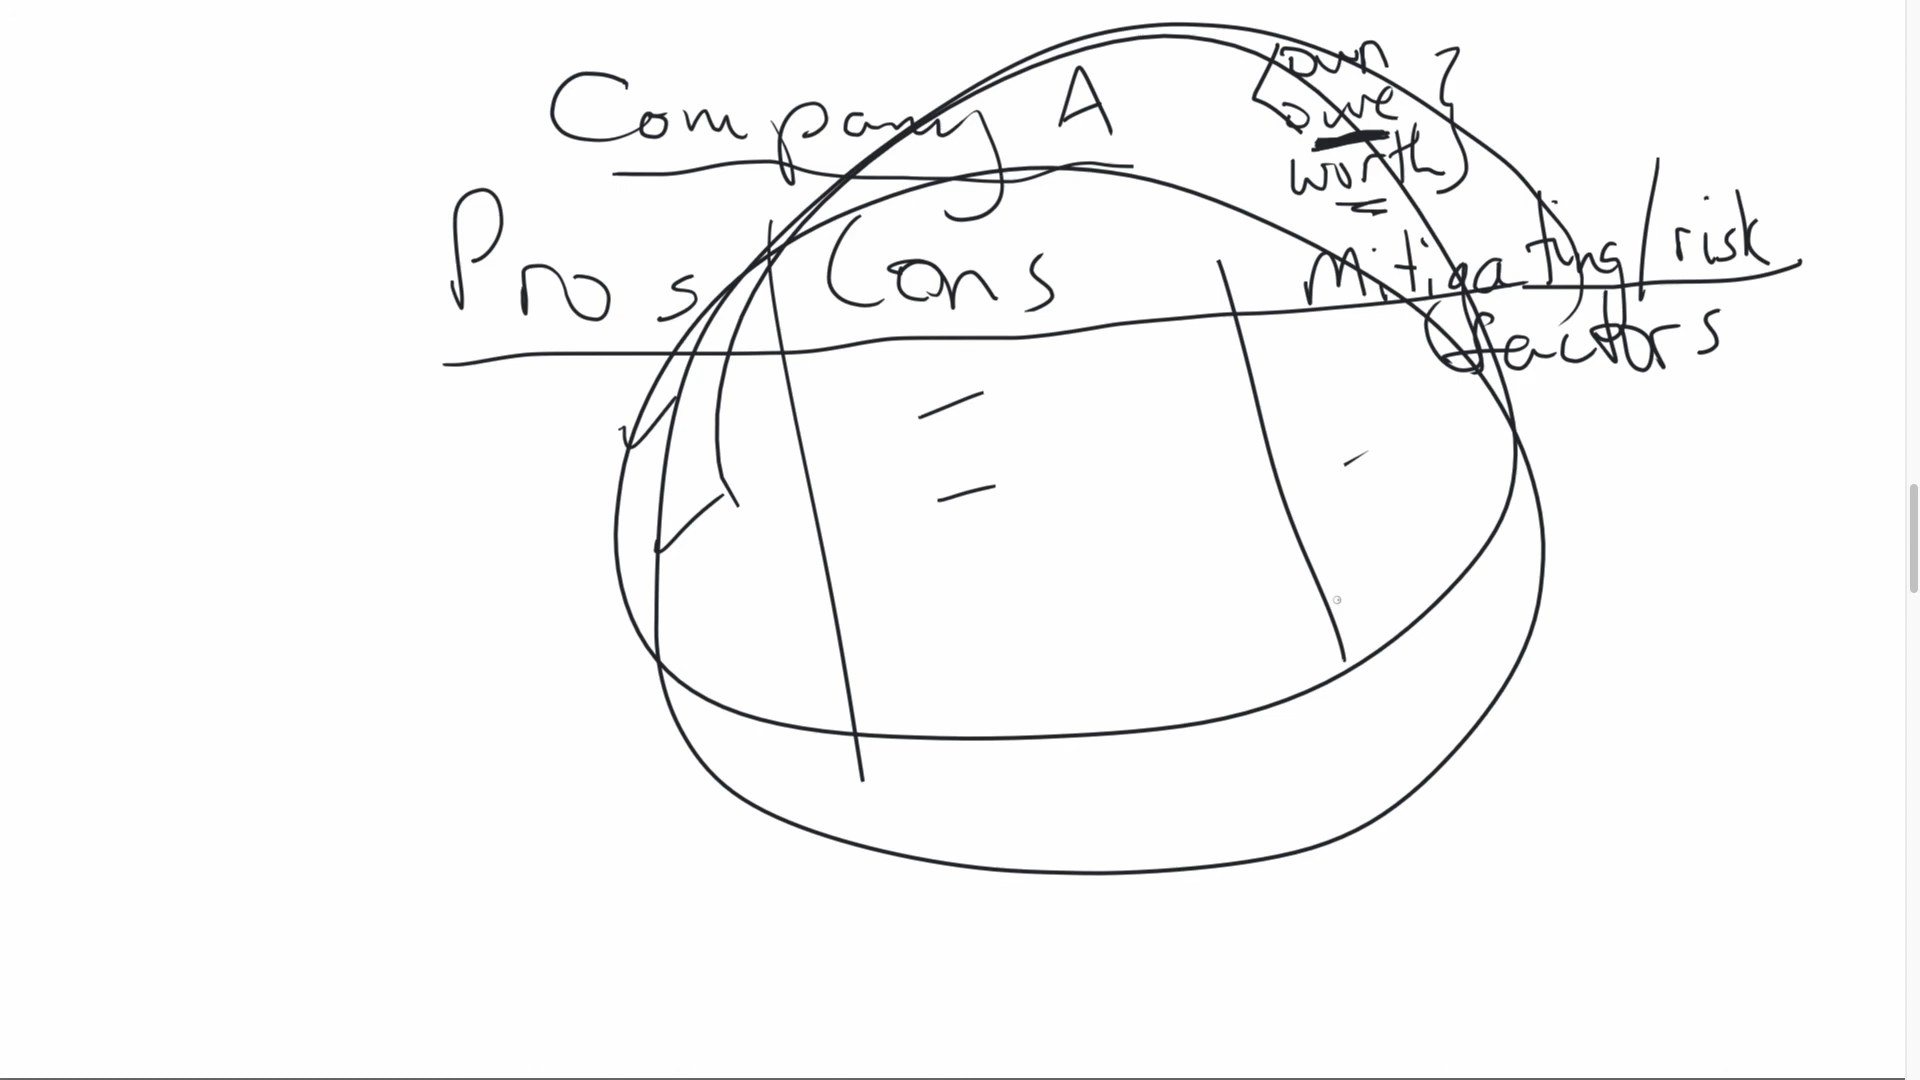 Company A
own
owe
worth
Pros Cons Mitigating/risk
factors